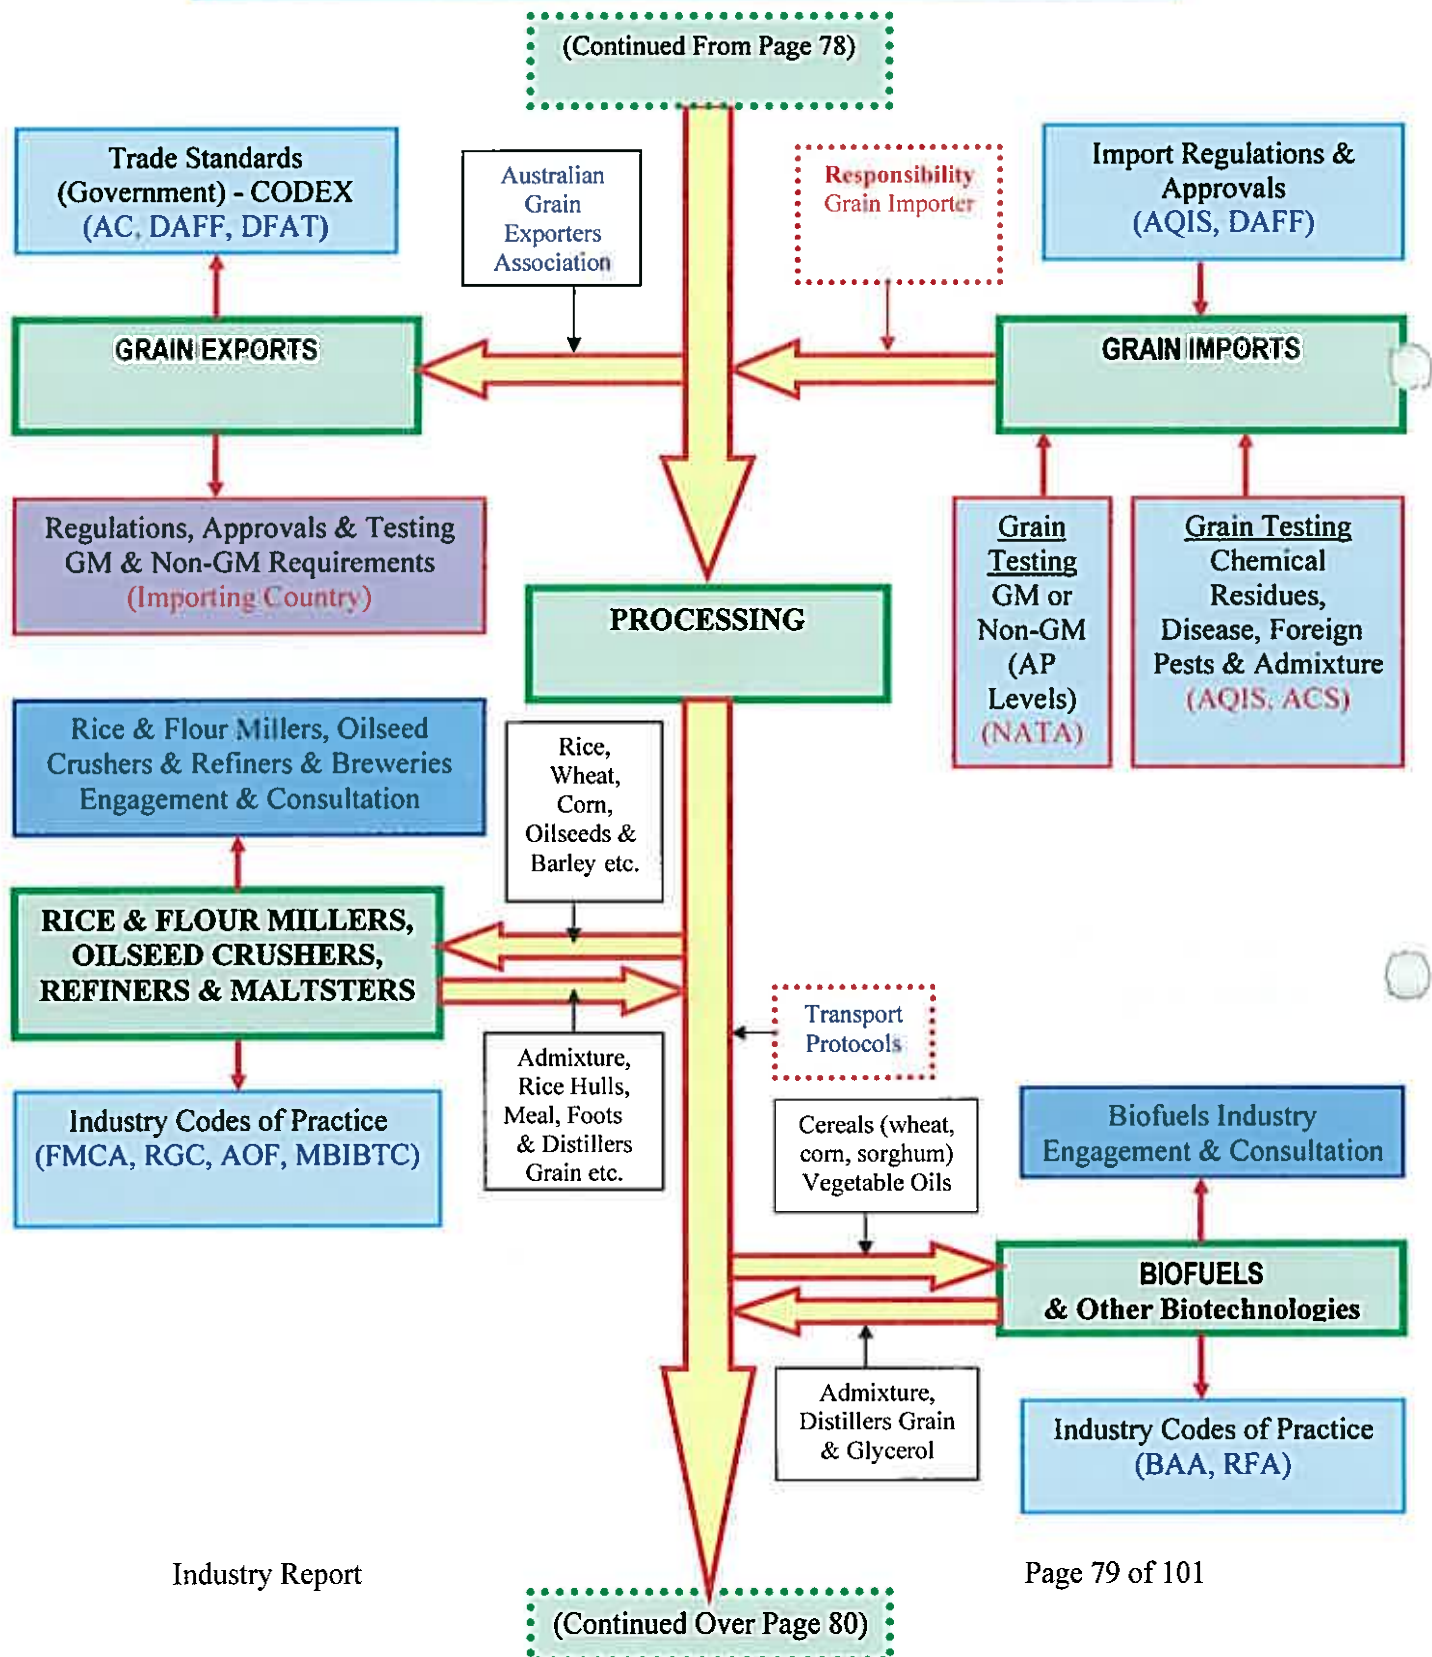 (Continued From Page 78)
Trade Standards
(Government) - CODEX
(AC, DAFF, DFAT)
Australian
Grain
Exporters
Association
Responsibility
Grain Importer
Import Regulations &
Approvals
(AQIS, DAFF)
GRAIN EXPORTS
GRAIN IMPORTS
Regulations, Approvals & Testing
GM & Non-GM Requirements
(Importing Country)
Grain
Testing
GM or
Non-GM
(AP
Levels)
(NATA)
Grain Testing
Chemical
Residues,
Disease, Foreign
Pests & Admixture
(AQIS, ACS)
PROCESSING
Rice & Flour Millers, Oilseed
Crushers & Refiners & Breweries
Engagement & Consultation
Rice,
Wheat,
Corn,
Oilseeds &
Barley etc.
RICE & FLOUR MILLERS,
OILSEED CRUSHERS,
REFINERS & MALTSTERS
Admixture,
Rice Hulls,
Meal, Foots
& Distillers
Grain etc.
Transport
Protocols
Industry Codes of Practice
(FMCA, RGC, AOF, MBIBTC)
Cereals (wheat,
corn, sorghum)
Vegetable Oils
Biofuels Industry
Engagement & Consultation
BIOFUELS
& Other Biotechnologies
Admixture,
Distillers Grain
& Glycerol
Industry Codes of Practice
(BAA, RFA)
Industry Report
Page 79 of 101
(Continued Over Page 80)